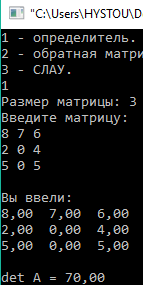 "C:\Users\HYSTOU\D
1 - определитель.
2 - обратная матри
3 - СЛАУ.
1
Размер матрицы: 3
Введите матрицу:
8 7 6
2 0 4
5 0 5
Вы ввели:
8,00 7,00 6,00
2,00 0,00 4,00
5,00 0,00 5,00
det A = 70,00